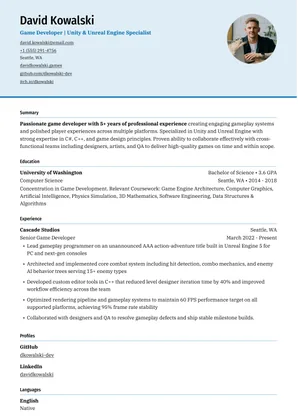 David Kowalski
Game Developer | Unity & Unreal Engine Specialist
david.kowalski@email.com
+1 (555) 291-4736
Seattle, WA
davidkowalski.games
github.com/dkowalski-dev
itch.io/dkowalski
Summary
Passionate game developer with 5+ years of professional experience creating engaging gameplay systems
and polished player experiences across multiple platforms. Specialized in Unity and Unreal Engine with
strong expertise in C#, C++, and game design principles. Proven ability to collaborate effectively with cross-
functional teams including designers, artists, and QA to deliver high-quality games on time and within scope.
Education
University of Washington Bachelor of Science • 3.6 GPA
Computer Science Seattle, WA • 2014 - 2018
Concentration in Game Development. Relevant Coursework: Game Engine Architecture, Computer Graphics,
Artificial Intelligence, Physics Simulation, 3D Mathematics, Software Engineering, Data Structures &
Algorithms
Experience
Cascade Studios Seattle, WA
Senior Game Developer March 2022 - Present
• Lead gameplay programmer on an unannounced AAA action-adventure title built in Unreal Engine 5 for
PC and next-gen consoles
• Architected and implemented core combat system including hit detection, combo mechanics, and enemy
AI behavior trees serving 15+ enemy types
• Developed custom editor tools in C++ that reduced level designer iteration time by 40% and improved
workflow efficiency across the team
• Optimized rendering pipeline and gameplay systems to maintain 60 FPS performance target on all
supported platforms, achieving 95% frame rate stability
• Collaborated with designers and QA to resolve gameplay defects and ship stable milestone builds.
Profiles
GitHub
dkowalski-dev
LinkedIn
davidkowalski
Languages
English
Native